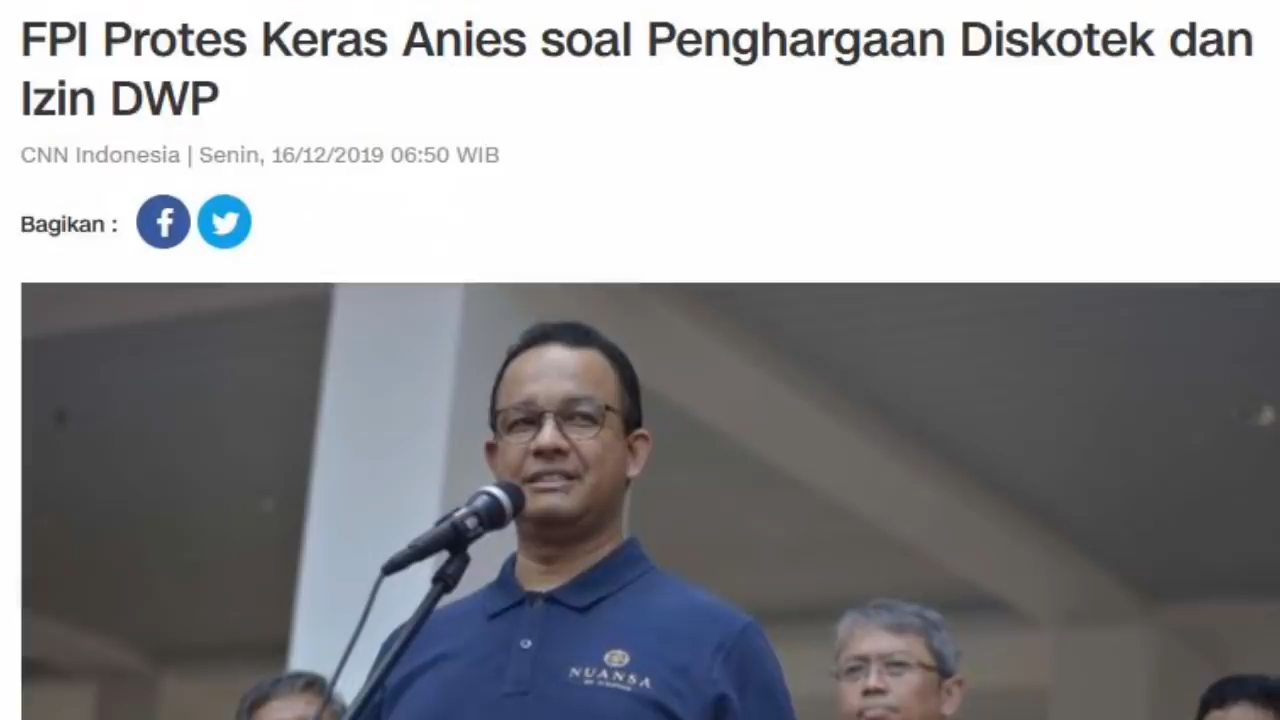 FPI Protes Keras Anies soal Penghargaan Diskotek dan
Izin DWP
CNN Indonesia | Senin, 16/12/2019 06:50 WIB
Bagikan :
NUANSA